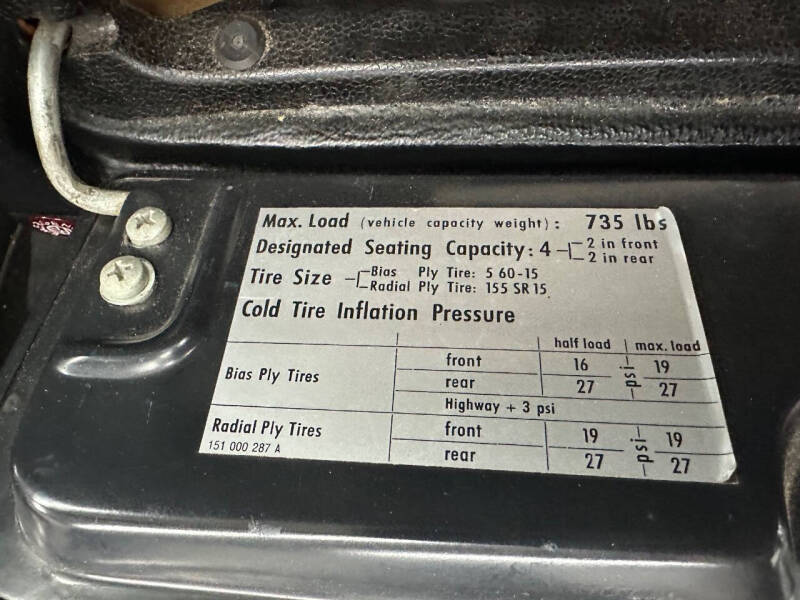 Max. Load (vehicle capacity weight): 735 lbs
Designated Seating Capacity: 4 2 in front
2 in rear
Tire Size Bias Ply Tire: 5 60-15
Radial Ply Tire: 155 SR 15
Cold Tire Inflation Pressure
half load max. load
Bias Ply Tires front 16 psi 19
rear 27 27
Highway + 3 psi
Radial Ply Tires front 19 psi 19
151 000 287 A rear 27 27